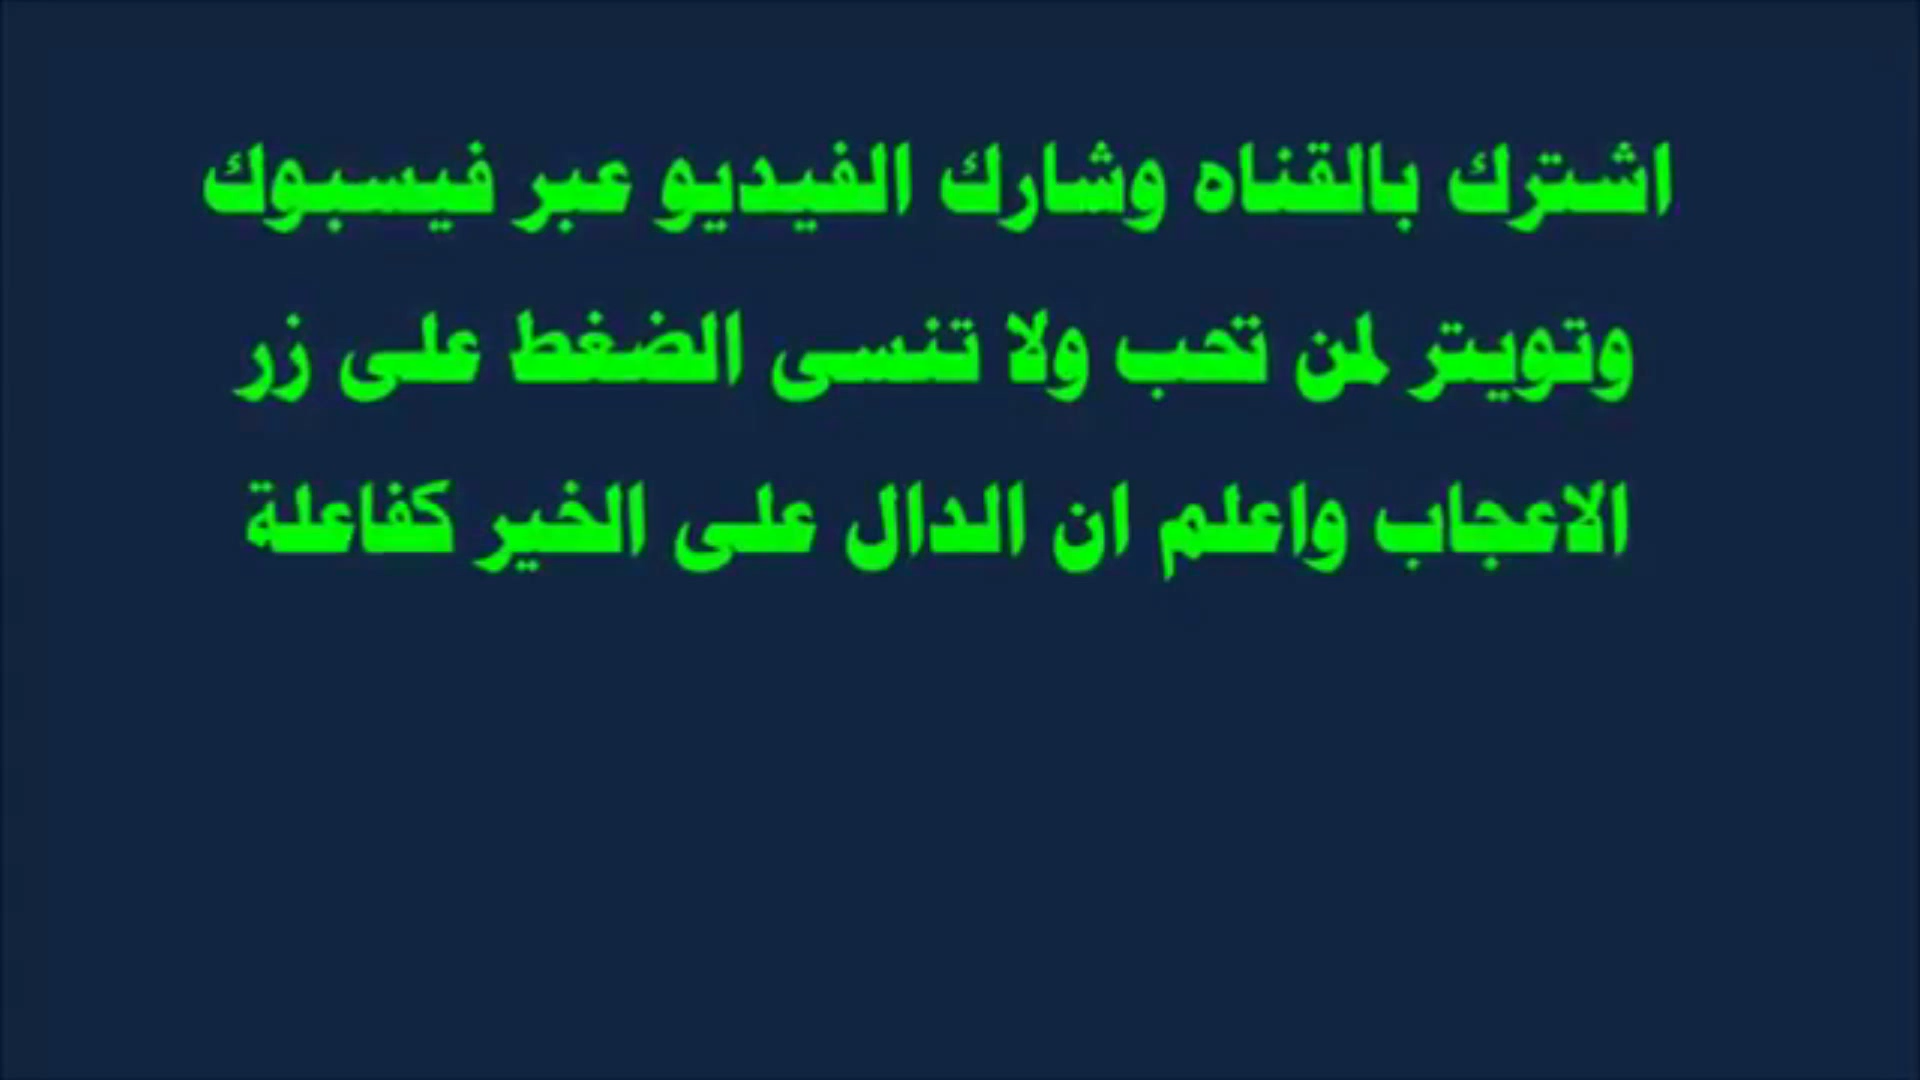 اشترك بالقناه وشارك الفيديو عبر فيسبوك
وتويتر لمن تحب ولا تنسى الضغط على زر
الاعجاب واعلم ان الدال على الخير كفاعلة